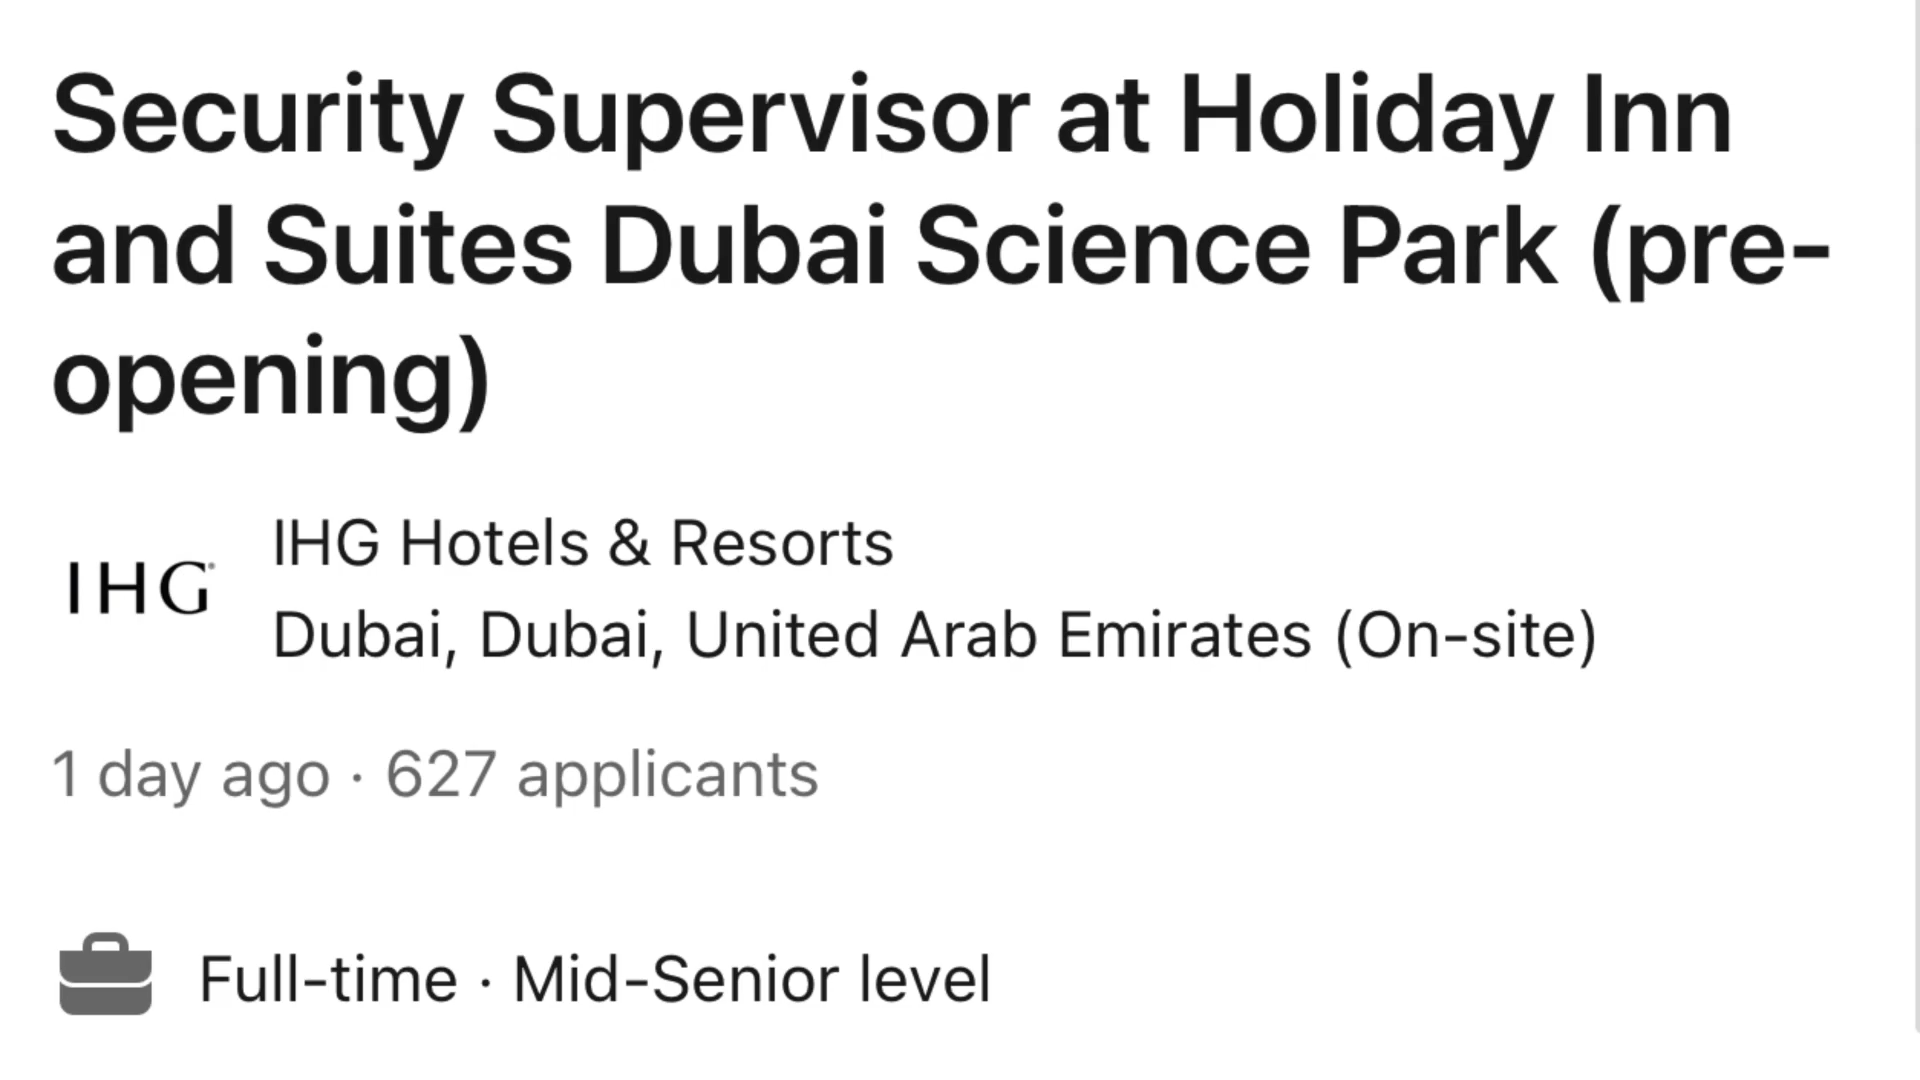 Security Supervisor at Holiday Inn
and Suites Dubai Science Park (pre-
opening)
IHG
IHG Hotels & Resorts
Dubai, Dubai, United Arab Emirates (On-site)
1 day ago · 627 applicants
Full-time · Mid-Senior level